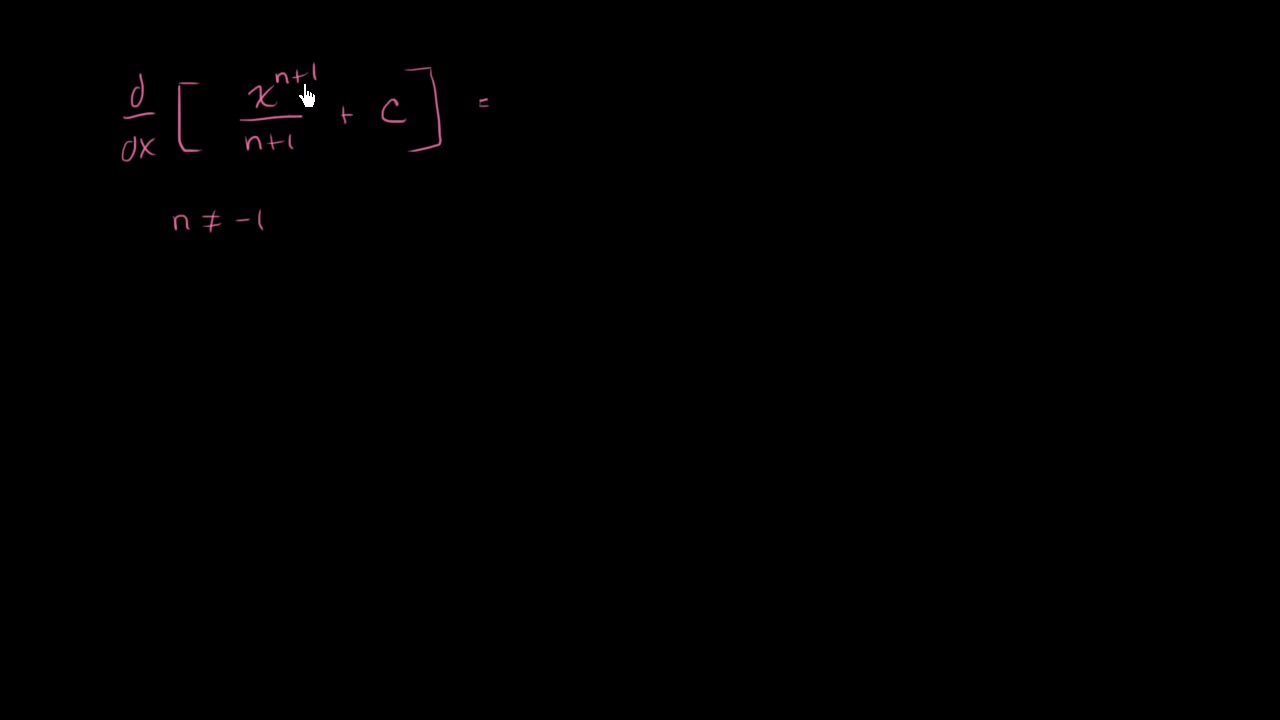 d/dx [ x^(n+1)/(n+1) + c ] =
n ≠ -1